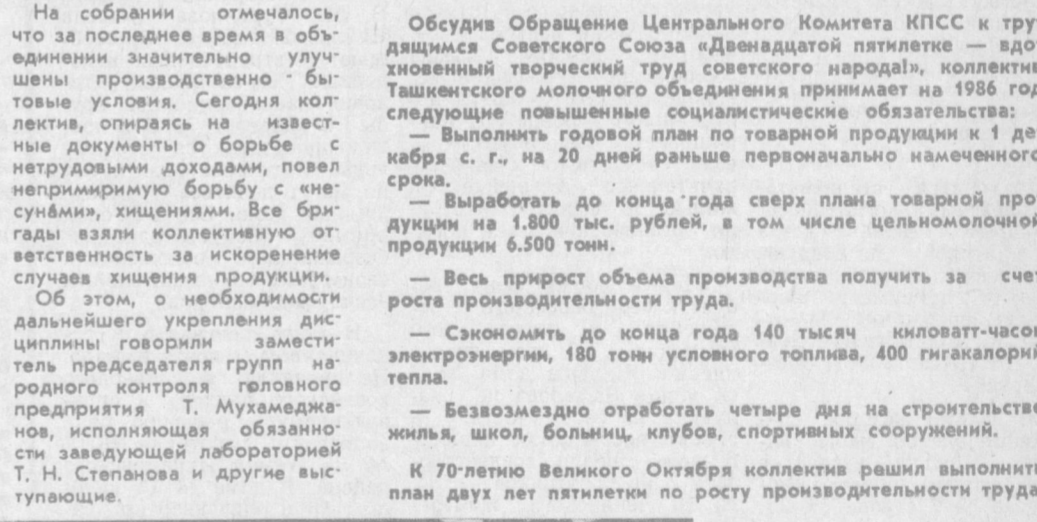 На собрании отмечалось,
что за последнее время в объ-
единении значительно улуч-
шены производственно - бы-
товые условия. Сегодня кол-
лектив, опираясь на извест-
ные документы о борьбе с
нетрудовыми доходами, повел
непримиримую борьбу с «не-
сунами», хищениями. Все бри-
гады взяли коллективную от-
ветственность за искоренение
случаев хищения продукции.
Об этом, о необходимости
дальнейшего укрепления дис-
циплины говорили замести-
тель председателя групп на-
родного контроля головного
предприятия Т. Мухамеджа-
нов, исполняющая обязанно-
сти заведующей лабораторией
Т. Н. Степанова и другие выс-
тупающие.
Обсудив Обращение Центрального Комитета КПСС к тру-
дящимся Советского Союза «Двенадцатой пятилетке — вдо-
хновенный творческий труд советского народа!», коллектив
Ташкентского молочного объединения принимает на 1986 год
следующие повышенные социалистические обязательства:
— Выполнить годовой план по товарной продукции к 1 де-
кабря с. г., на 20 дней раньше первоначально намеченного
срока.
— Выработать до конца года сверх плана товарной про-
дукции на 1.800 тыс. рублей, в том числе цельномолочной
продукции 6.500 тонн.
— Весь прирост объема производства получить за счет
роста производительности труда.
— Сэкономить до конца года 140 тысяч киловатт-часов
электроэнергии, 180 тонн условного топлива, 400 гигакалорий
тепла.
— Безвозмездно отработать четыре дня на строительстве
жилья, школ, больниц, клубов, спортивных сооружений.
К 70-летию Великого Октября коллектив решил выполнить
план двух лет пятилетки по росту производительности труда